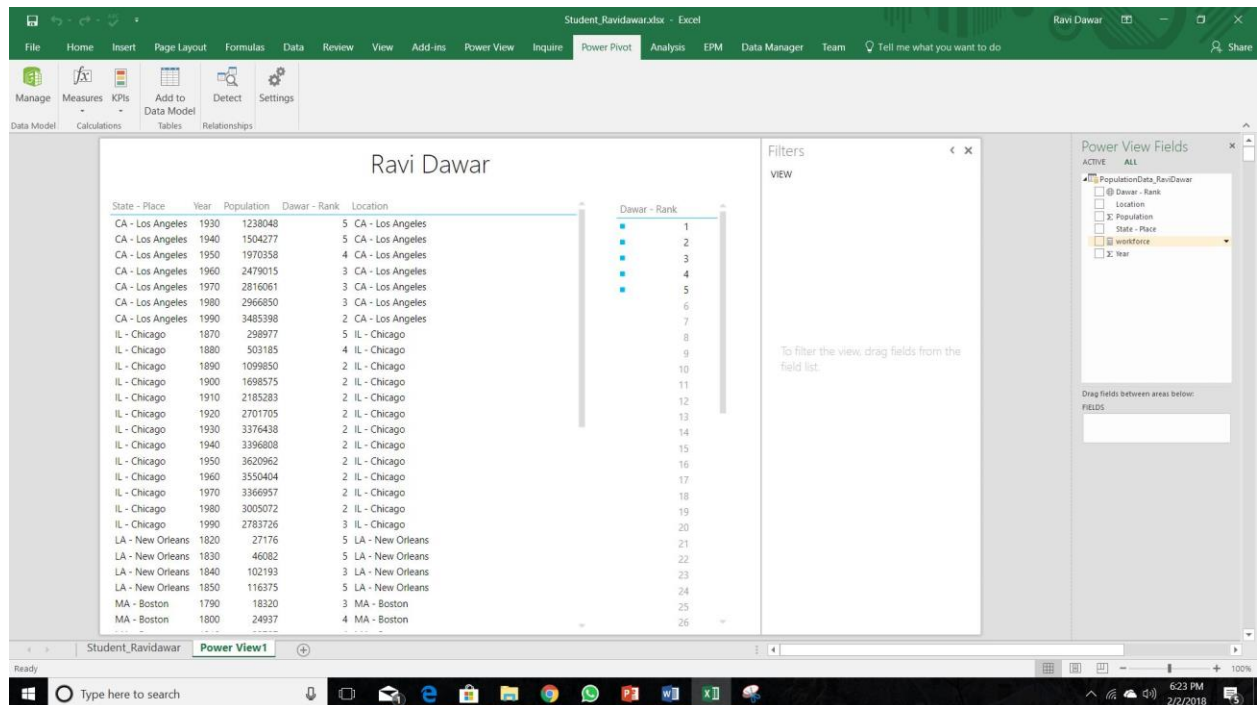 Student_Ravidawar.xlsx - Excel
Ravi Dawar
File Home Insert Page Layout Formulas Data Review View Add-ins Power View Inquire Power Pivot Analysis EPM Data Manager Team Tell me what you want to do
Share
Manage Measures KPIs Add to Data Model Detect Settings
Data Model Calculations Tables Relationships
Ravi Dawar
State - Place Year Population Dawar - Rank Location
CA - Los Angeles 1930 1238048 5 CA - Los Angeles
CA - Los Angeles 1940 1504277 5 CA - Los Angeles
CA - Los Angeles 1950 1970358 4 CA - Los Angeles
CA - Los Angeles 1960 2479015 3 CA - Los Angeles
CA - Los Angeles 1970 2816061 3 CA - Los Angeles
CA - Los Angeles 1980 2966850 3 CA - Los Angeles
CA - Los Angeles 1990 3485398 2 CA - Los Angeles
IL - Chicago 1870 298977 5 IL - Chicago
IL - Chicago 1880 503185 4 IL - Chicago
IL - Chicago 1890 1099850 2 IL - Chicago
IL - Chicago 1900 1698575 2 IL - Chicago
IL - Chicago 1910 2185283 2 IL - Chicago
IL - Chicago 1920 2701705 2 IL - Chicago
IL - Chicago 1930 3376438 2 IL - Chicago
IL - Chicago 1940 3396808 2 IL - Chicago
IL - Chicago 1950 3620962 2 IL - Chicago
IL - Chicago 1960 3550404 2 IL - Chicago
IL - Chicago 1970 3366957 2 IL - Chicago
IL - Chicago 1980 3005072 2 IL - Chicago
IL - Chicago 1990 2783726 3 IL - Chicago
LA - New Orleans 1820 27176 5 LA - New Orleans
LA - New Orleans 1830 46082 5 LA - New Orleans
LA - New Orleans 1840 102193 3 LA - New Orleans
LA - New Orleans 1850 116375 5 LA - New Orleans
MA - Boston 1790 18320 3 MA - Boston
MA - Boston 1800 24937 4 MA - Boston
Dawar - Rank
1
2
3
4
5
6
7
8
9
10
11
12
13
14
15
16
17
18
19
20
21
22
23
24
25
26
Filters
VIEW
To filter the view, drag fields from the
field list.
Power View Fields
ACTIVE ALL
PopulationData_RaviDawar
Dawar - Rank
Location
Σ Population
State - Place
workforce
Σ Year
Drag fields between areas below:
FIELDS
Student_Ravidawar Power View1
Ready
100%
Type here to search
6:23 PM
2/2/2018